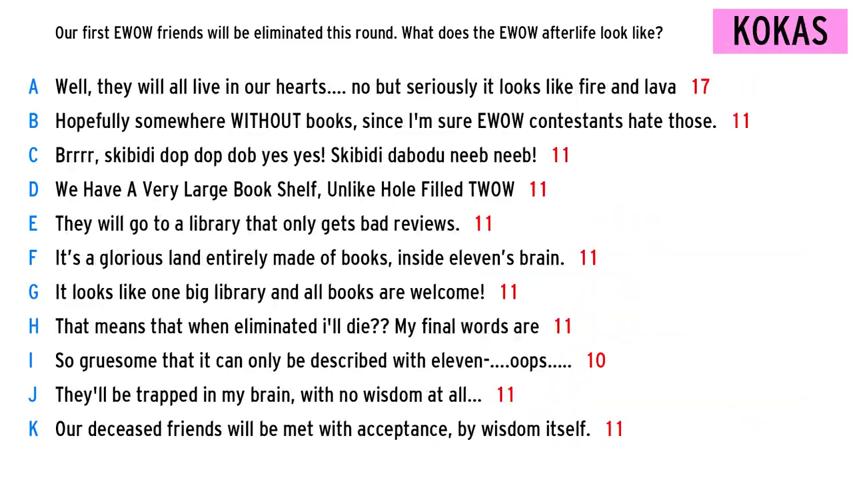 Our first EWOW friends will be eliminated this round. What does the EWOW afterlife look like?
KOKAS
A Well, they will all live in our hearts.... no but seriously it looks like fire and lava 17
B Hopefully somewhere WITHOUT books, since I'm sure EWOW contestants hate those. 11
C Brrrr, skibidi dop dop dob yes yes! Skibidi dabodu neeb neeb! 11
D We Have A Very Large Book Shelf, Unlike Hole Filled TWOW 11
E They will go to a library that only gets bad reviews. 11
F It’s a glorious land entirely made of books, inside eleven’s brain. 11
G It looks like one big library and all books are welcome! 11
H That means that when eliminated i'll die?? My final words are 11
I So gruesome that it can only be described with eleven-....oops..... 10
J They'll be trapped in my brain, with no wisdom at all... 11
K Our deceased friends will be met with acceptance, by wisdom itself. 11